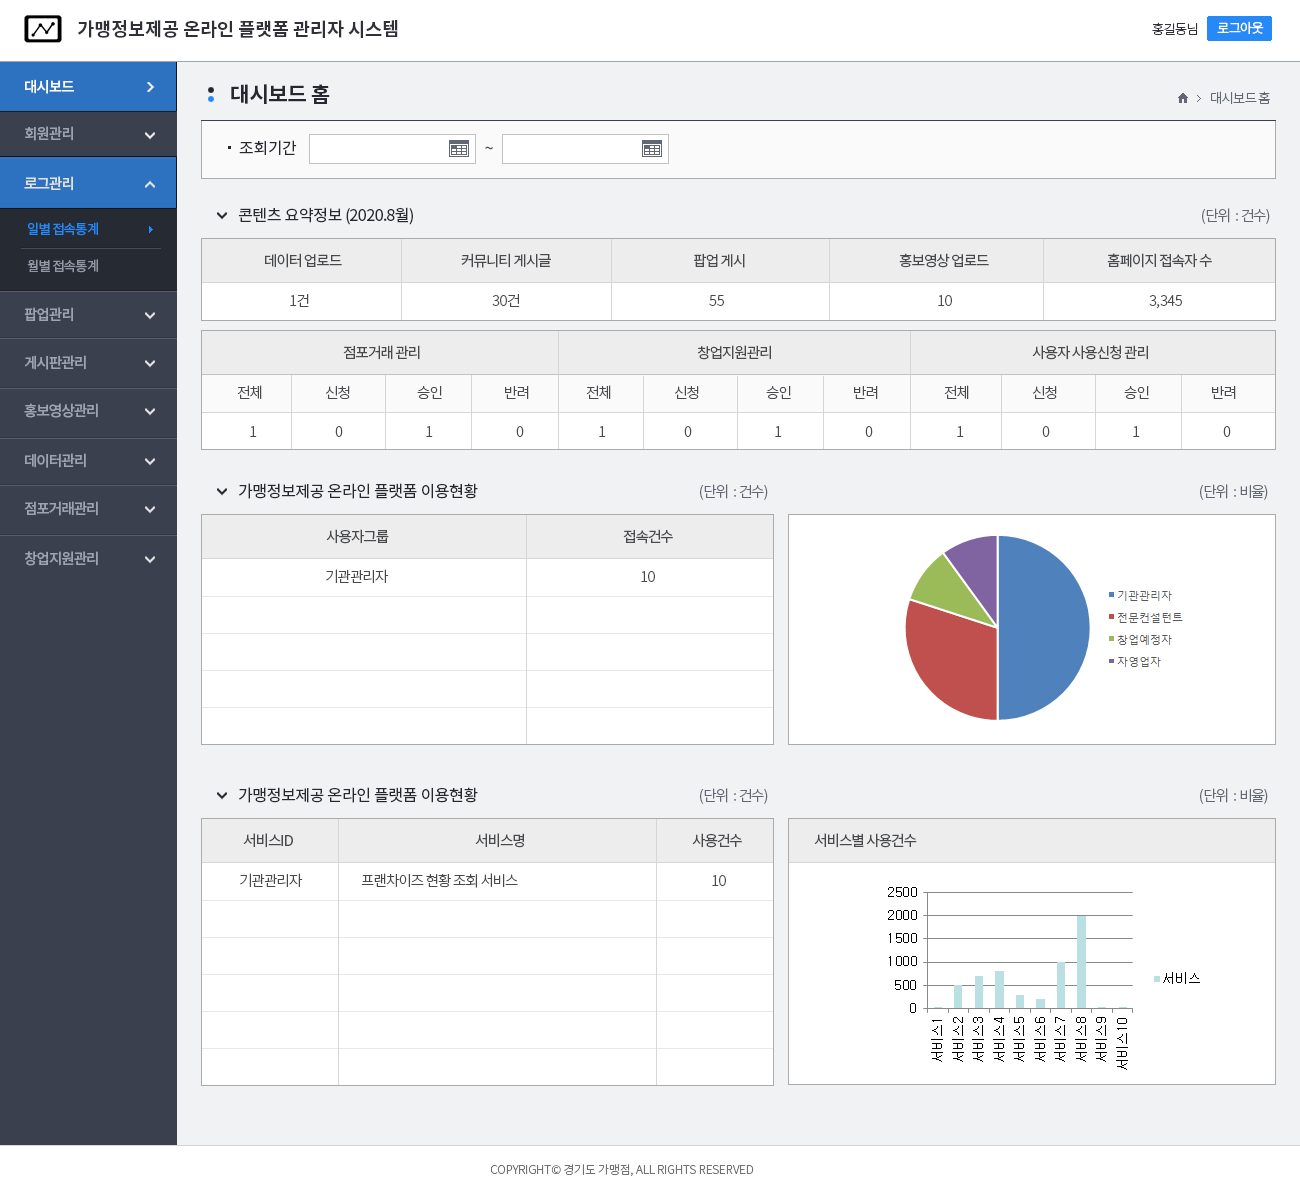 가맹정보제공 온라인 플랫폼 관리자 시스템
홍길동님 로그아웃
대시보드
회원관리
로그관리
일별 접속통계
월별 접속통계
팝업관리
게시판관리
홍보영상관리
데이터관리
점포거래관리
창업지원관리
대시보드 홈
대시보드 홈
조회기간 ~
콘텐츠 요약정보 (2020.8월) (단위 : 건수)
데이터 업로드 커뮤니티 게시글 팝업 게시 홍보영상 업로드 홈페이지 접속자 수
1건 30건 55 10 3,345
점포거래 관리 창업지원관리 사용자 사용신청 관리
전체 신청 승인 반려 전체 신청 승인 반려 전체 신청 승인 반려
1 0 1 0 1 0 1 0 1 0 1 0
가맹정보제공 온라인 플랫폼 이용현황 (단위 : 건수) (단위 : 비율)
사용자그룹 접속건수
기관관리자 10
기관관리자
전문컨설턴트
창업예정자
자영업자
가맹정보제공 온라인 플랫폼 이용현황 (단위 : 건수) (단위 : 비율)
서비스ID 서비스명 사용건수
기관관리자 프랜차이즈 현황 조회 서비스 10
서비스별 사용건수
2500
2000
1500
1000
500
0
서비스1 서비스2 서비스3 서비스4 서비스5 서비스6 서비스7 서비스8 서비스9 서비스10
서비스
COPYRIGHT© 경기도 가맹점, ALL RIGHTS RESERVED